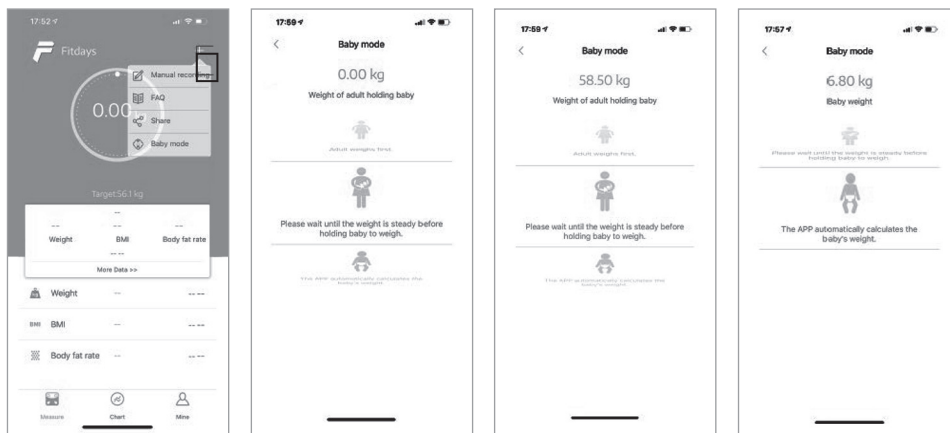 17:52
Fitdays
Manual recording
FAQ
Share
Baby mode
0.00
Target:56.1 kg
--
-- -- --
Weight BMI Body fat rate
-- --
More Data >>
Weight -- -- --
BMI BMI -- -- --
Body fat rate -- -- --
Measure Chart Mine
17:59
Baby mode
0.00 kg
Weight of adult holding baby
Adult weighs first.
Please wait until the weight is steady before
holding baby to weigh.
The APP automatically calculates the
baby's weight.
17:59
Baby mode
58.50 kg
Weight of adult holding baby
Adult weighs first.
Please wait until the weight is steady before
holding baby to weigh.
The APP automatically calculates the
baby's weight.
17:57
Baby mode
6.80 kg
Baby weight
Please wait until the weight is steady before
holding baby to weigh.
The APP automatically calculates the
baby's weight.